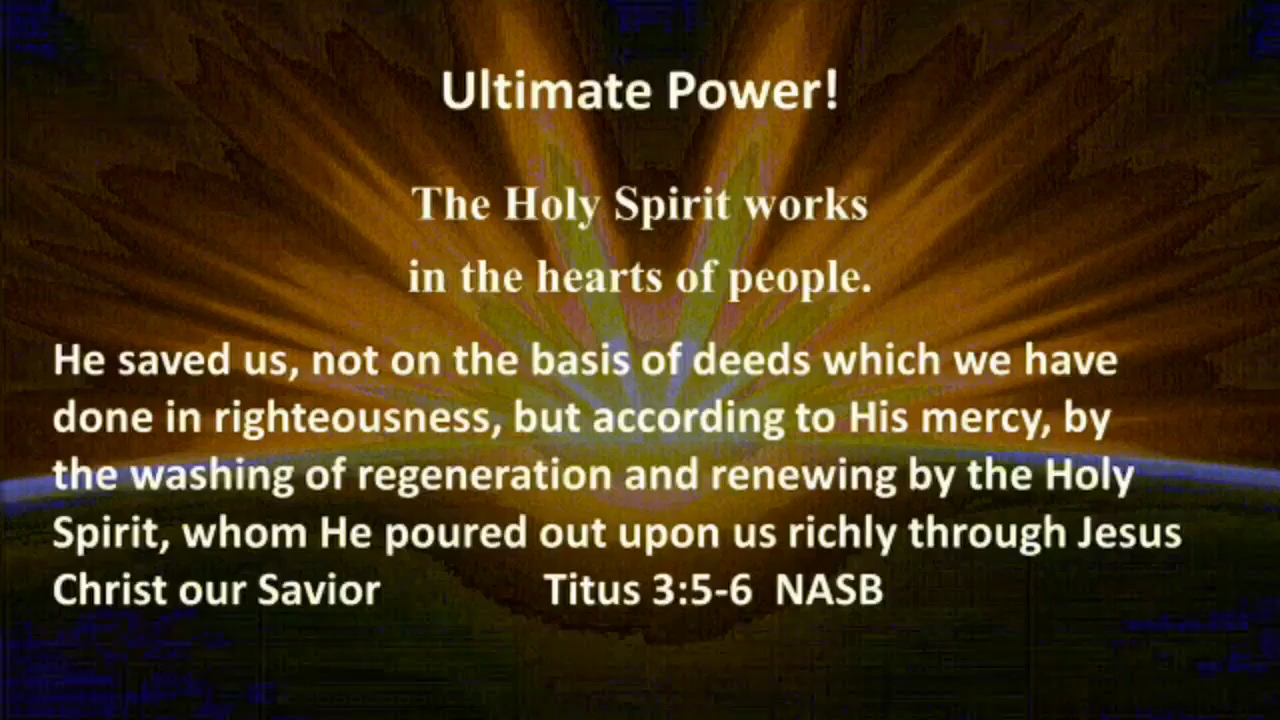 Ultimate Power!
The Holy Spirit works
in the hearts of people.
He saved us, not on the basis of deeds which we have
done in righteousness, but according to His mercy, by
the washing of regeneration and renewing by the Holy
Spirit, whom He poured out upon us richly through Jesus
Christ our Savior Titus 3:5-6 NASB